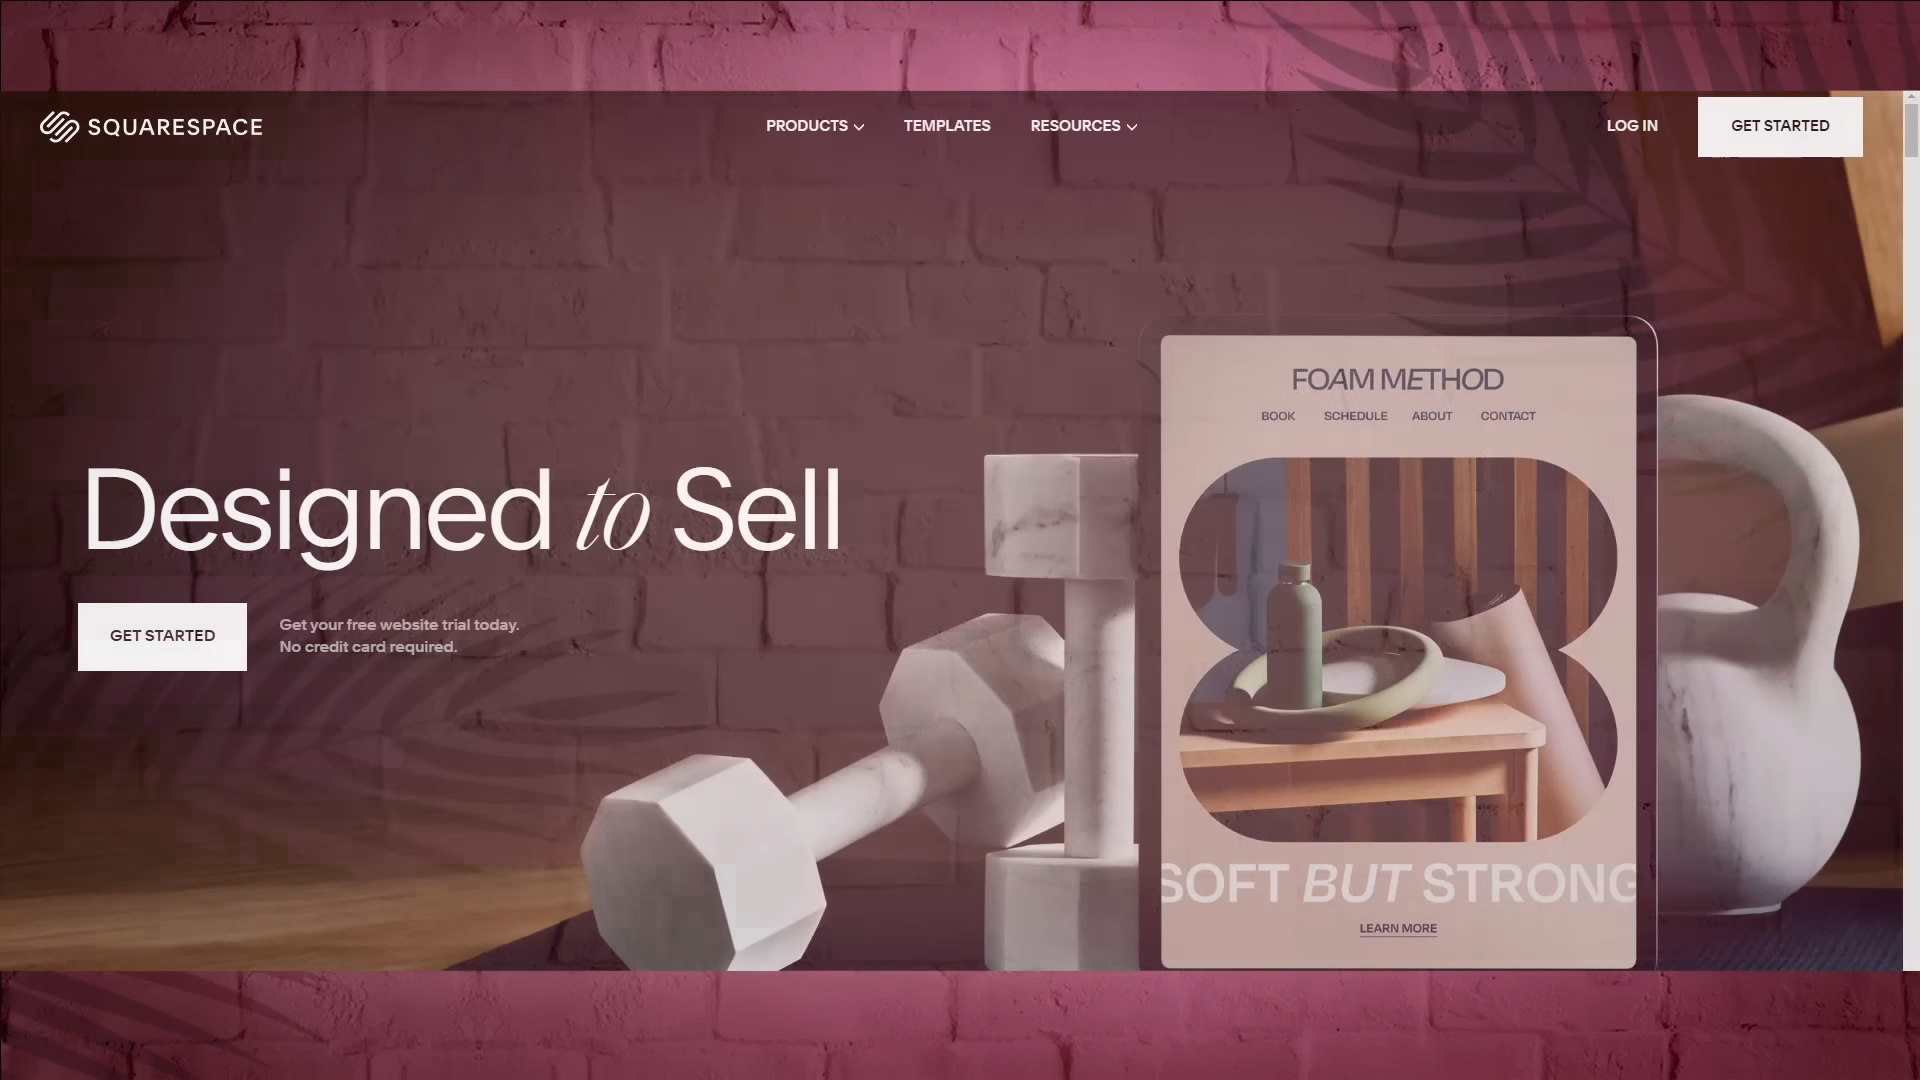 SQUARESPACE
PRODUCTS
TEMPLATES
RESOURCES
LOG IN
GET STARTED
Designed to Sell
GET STARTED
Get your free website trial today.
No credit card required.
FOAM METHOD
BOOK SCHEDULE ABOUT CONTACT
SOFT BUT STRONG
LEARN MORE